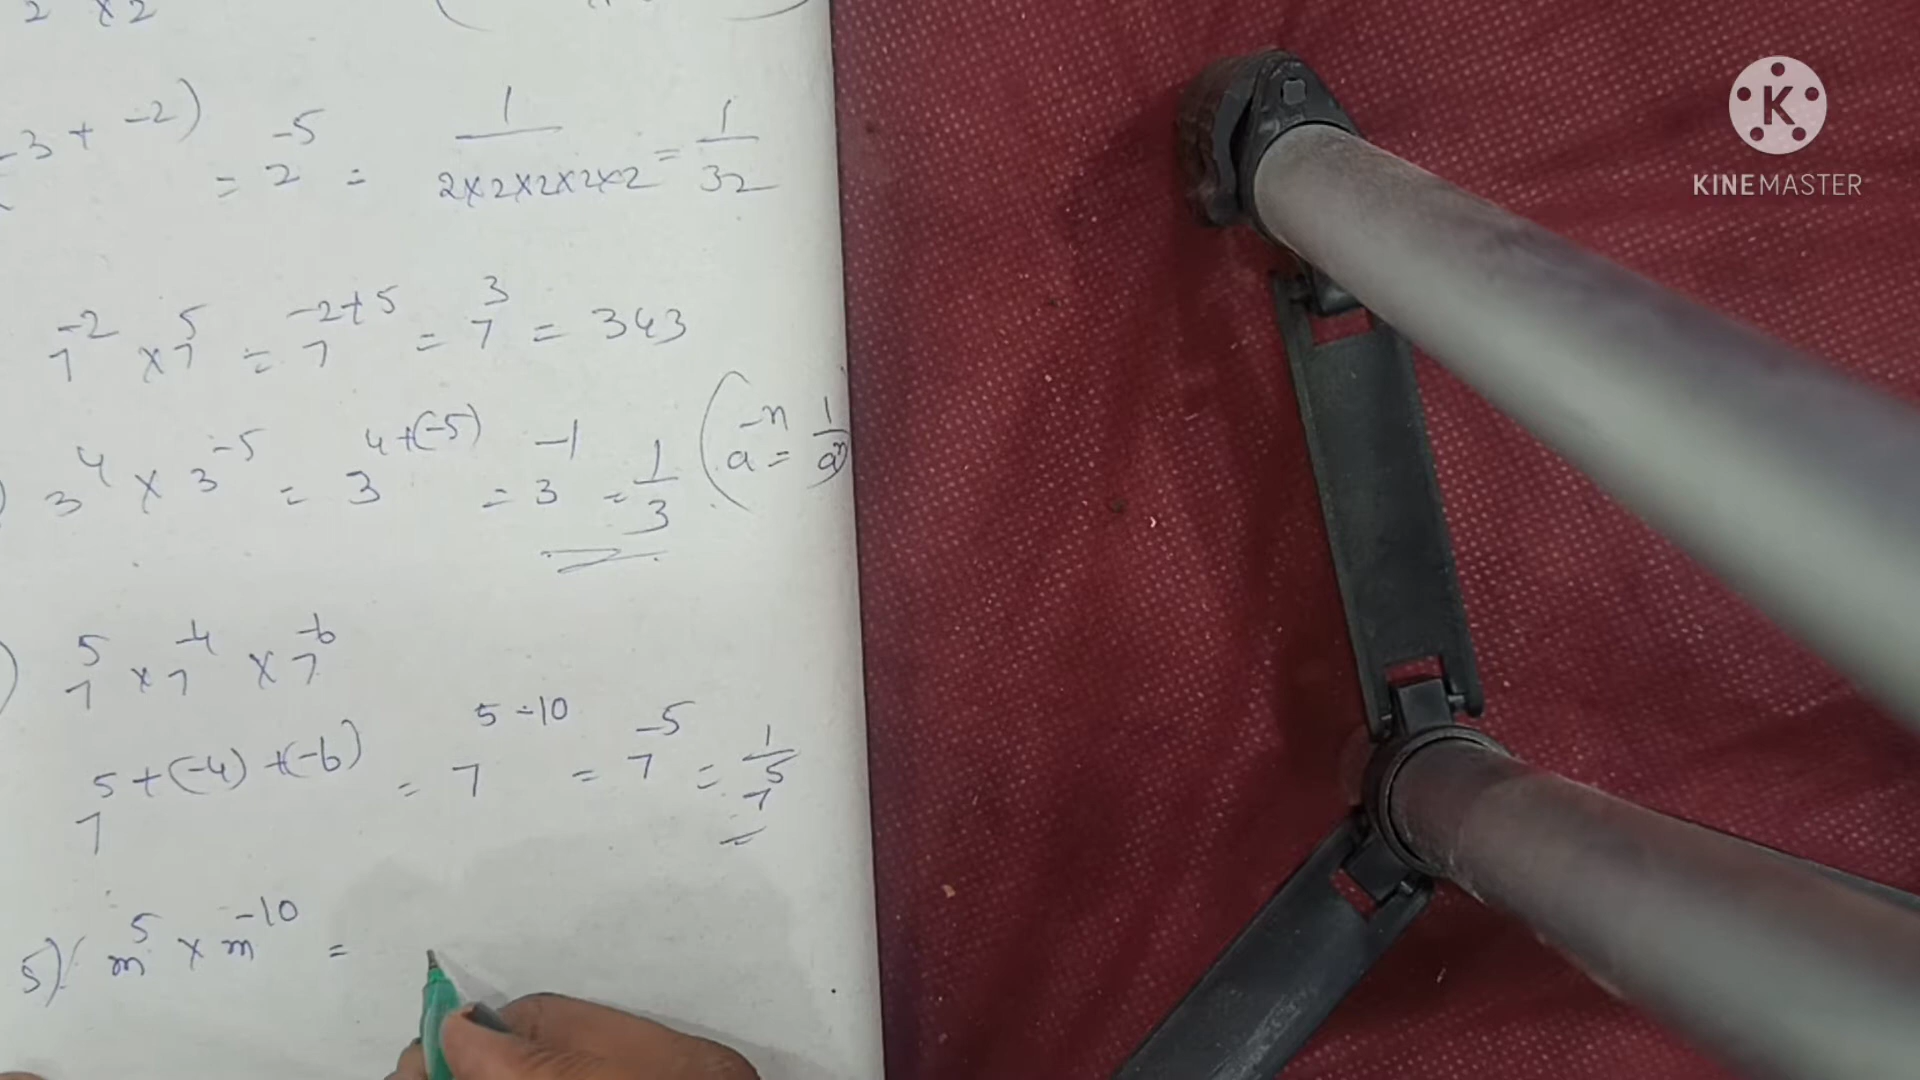 2 × 2
-3 + -2) = 2^-5 = 1/(2×2×2×2×2) = 1/32
7^-2 × 7^5 = 7^-2+5 = 7^3 = 343
) 3^4 × 3^-5 = 3^4+(-5) = 3^-1 = 1/3 (a^-n = 1/a^n
) 7^5 × 7^-4 × 7^-6
7^5+(-4)+(-6) = 7^5-10 = 7^-5 = 1/7^5
5) m^5 × m^-10 =
K
KINEMASTER